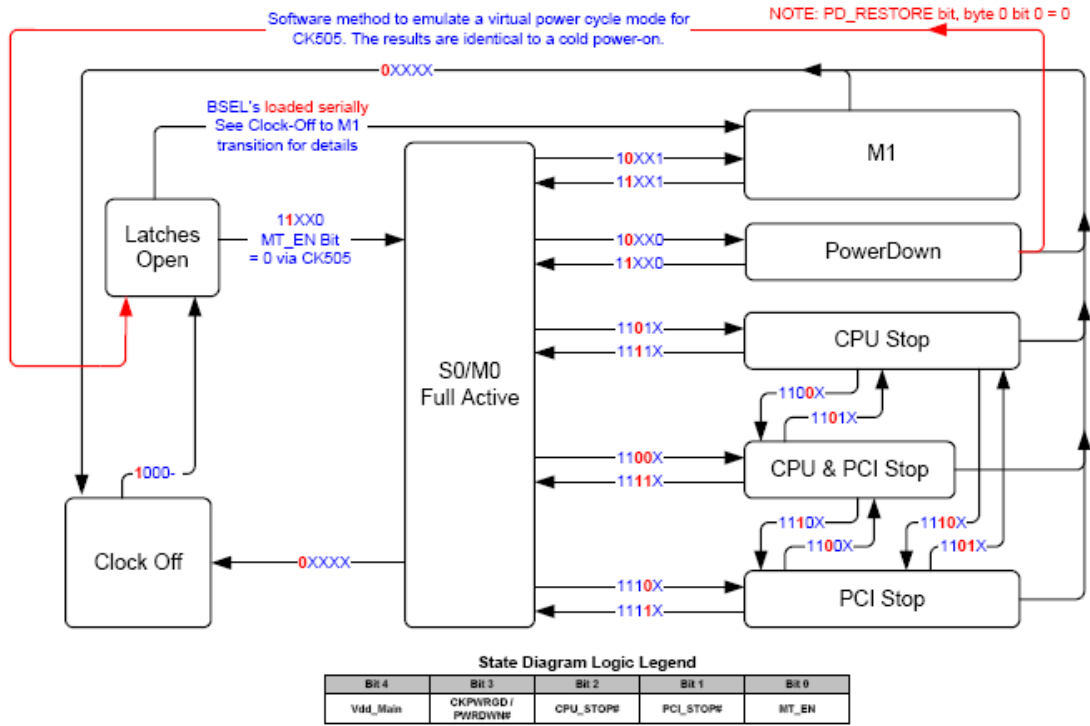 Software method to emulate a virtual power cycle mode for
CK505. The results are identical to a cold power-on.
NOTE: PD_RESTORE bit, byte 0 bit 0 = 0
0XXXX
BSEL's loaded serially
See Clock-Off to M1
transition for details
M1
10XX1
11XX1
Latches
Open
11XX0
MT_EN Bit
= 0 via CK505
10XX0
11XX0
PowerDown
S0/M0
Full Active
1101X
1111X
CPU Stop
1100X
1101X
1100X
1111X
CPU & PCI Stop
1000-
1110X
1100X
1110X
1101X
Clock Off
0XXXX
1110X
1111X
PCI Stop
State Diagram Logic Legend
Bit 4 Bit 3 Bit 2 Bit 1 Bit 0
Vdd_Main CKPWRGD / PWRDWN# CPU_STOP# PCI_STOP# MT_EN